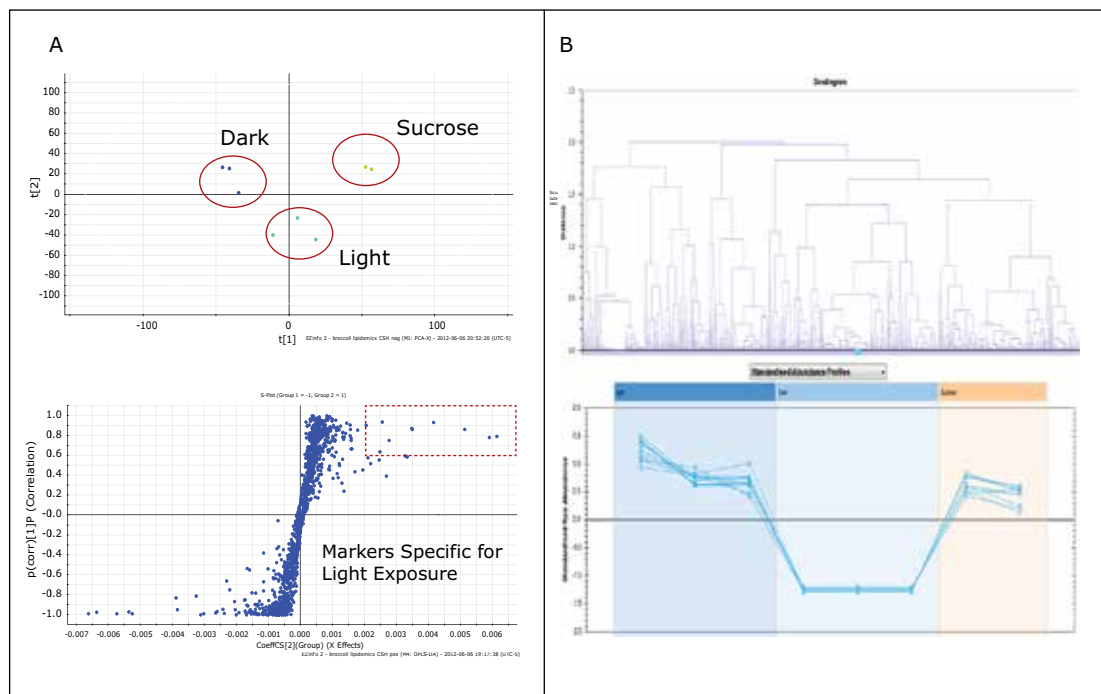 A
100
80
60
40
20
0
-20
-40
-60
-80
-100
t[2]
Dark
Sucrose
Light
-100
0
100
t[1]
EZinfo 2 - broccoli lipidomics CSH neg (M1: PCA-X) - 2012-06-06 20:52:20 (UTC-5)
S-Plot (Group 1 = -1, Group 2 = 1)
1.0
0.8
0.6
0.4
0.2
-0.0
-0.2
-0.4
-0.6
-0.8
-1.0
p(corr)[1]P (Correlation)
Markers Specific for
Light Exposure
-0.007
-0.006
-0.005
-0.004
-0.003
-0.002
-0.001
0.000
0.001
0.002
0.003
0.004
0.005
0.006
CoeffCS[2](Group) (X Effects)
EZinfo 2 - broccoli lipidomics CSH pos (M4: OPLS-DA) - 2012-06-06 19:17:38 (UTC-5)
B
Dendrogram
Standardised Abundance Profiles